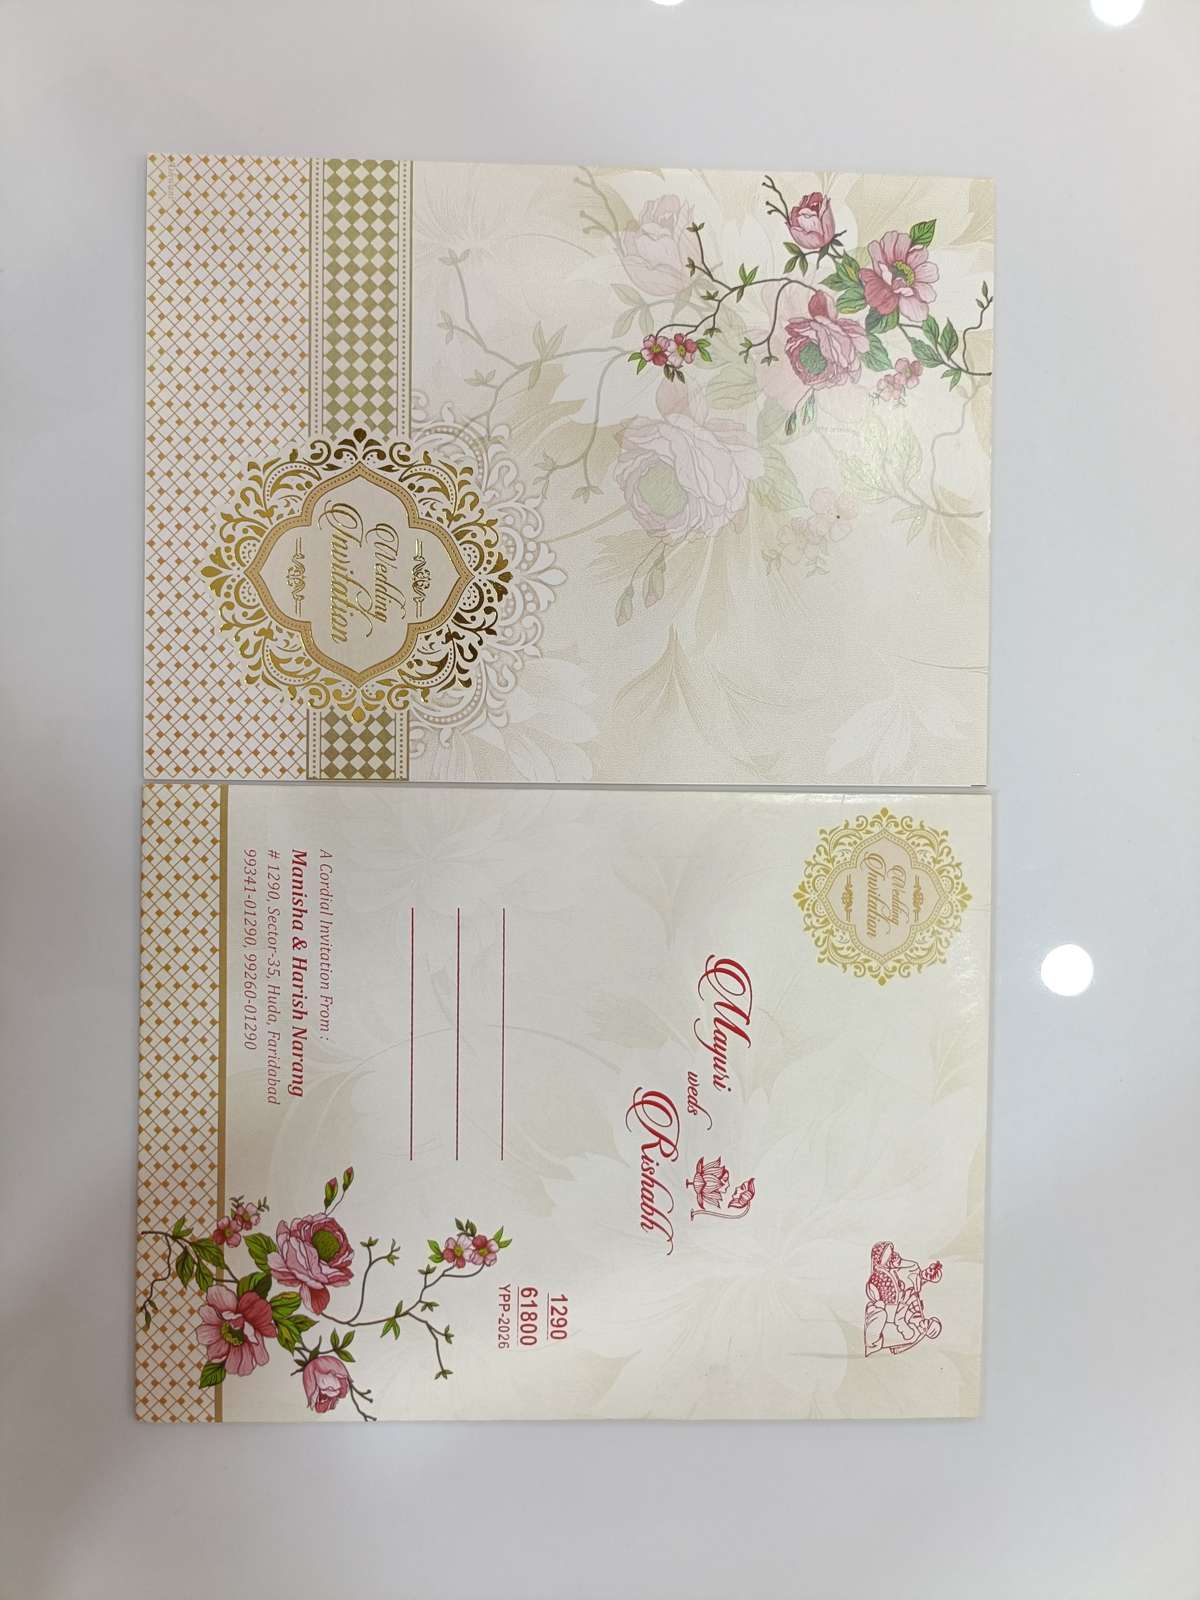 Wedding
Invitation
Wedding
Invitation
Mayuri
weds
Rishabh
1290
61800
YPP-2026
A Cordial Invitation From :
Manisha & Harish Narang
# 1290, Sector-35, Huda, Faridabad
99341-01290, 99260-01290